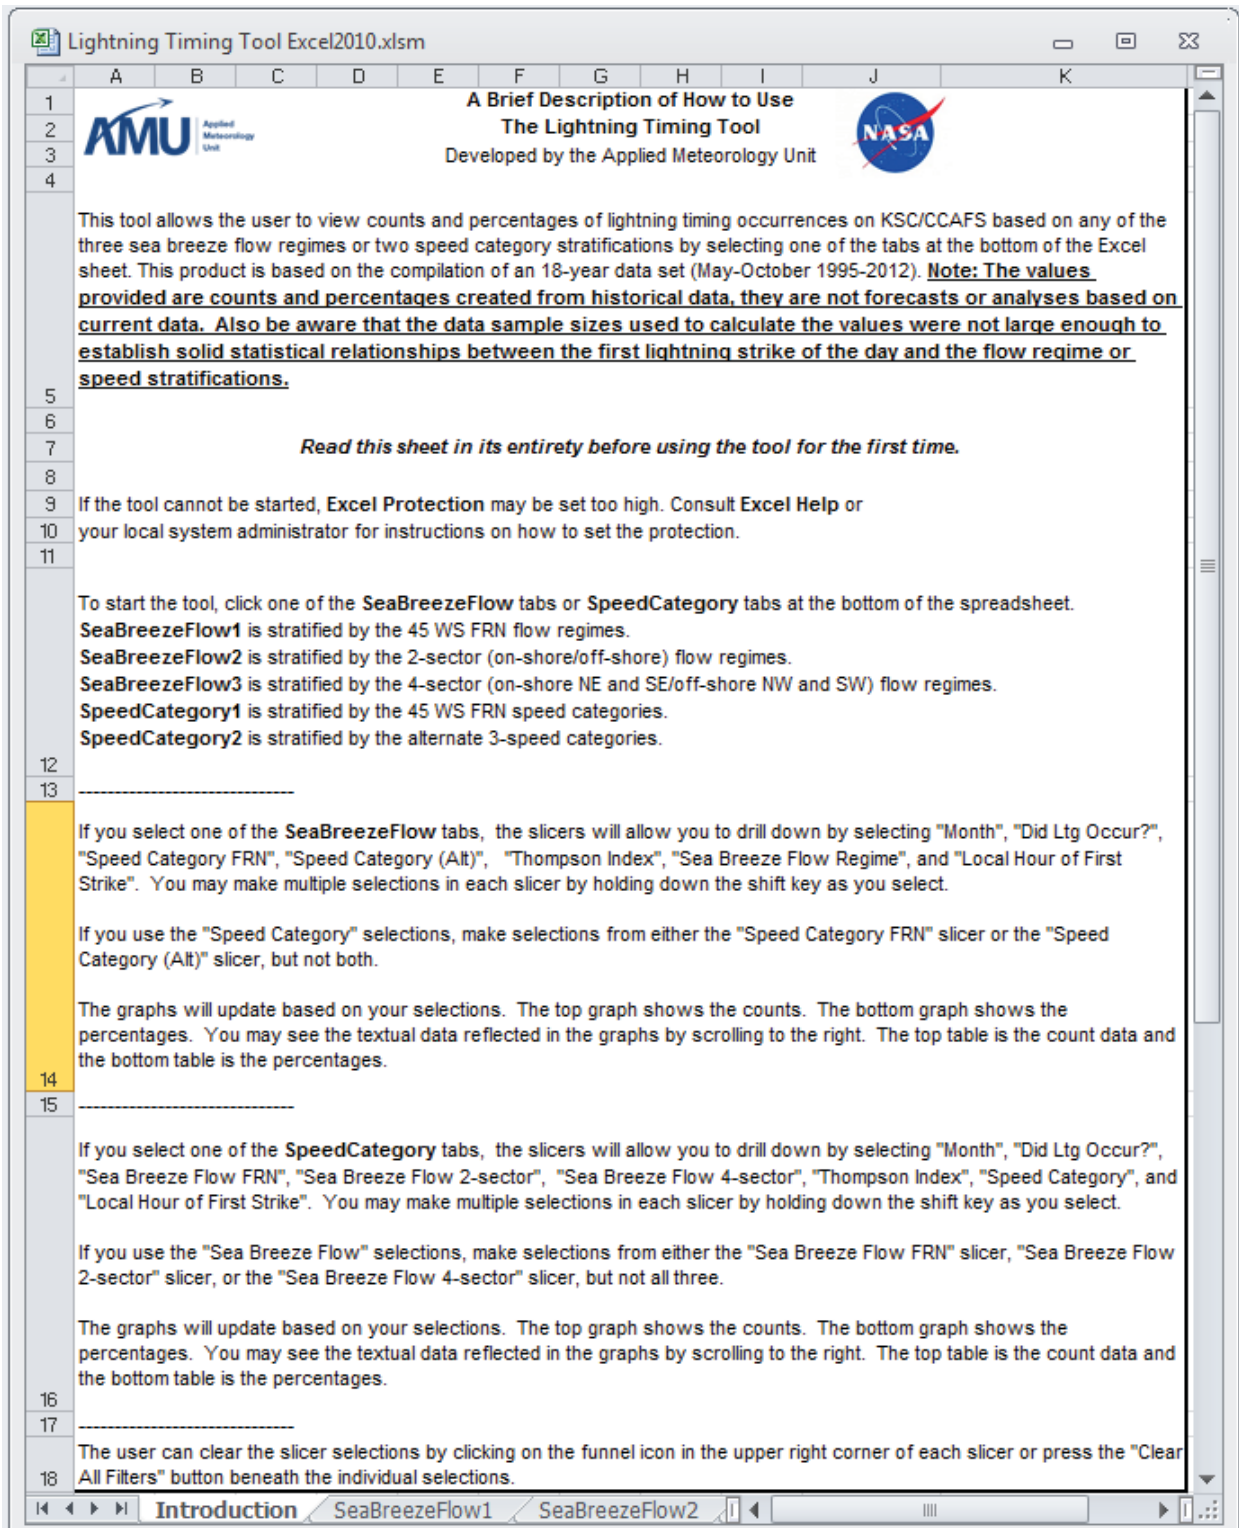 Lightning Timing Tool Excel2010.xlsm
A B C D E F G H I J K
1 A Brief Description of How to Use
AMU Applied Meteorology Unit
NASA
2 The Lightning Timing Tool
3 Developed by the Applied Meteorology Unit
4
This tool allows the user to view counts and percentages of lightning timing occurrences on KSC/CCAFS based on any of the
three sea breeze flow regimes or two speed category stratifications by selecting one of the tabs at the bottom of the Excel
sheet. This product is based on the compilation of an 18-year data set (May-October 1995-2012). Note: The values
provided are counts and percentages created from historical data, they are not forecasts or analyses based on
current data. Also be aware that the data sample sizes used to calculate the values were not large enough to
establish solid statistical relationships between the first lightning strike of the day and the flow regime or
speed stratifications.
5
6
7 Read this sheet in its entirety before using the tool for the first time.
8
9 If the tool cannot be started, Excel Protection may be set too high. Consult Excel Help or
10 your local system administrator for instructions on how to set the protection.
11
To start the tool, click one of the SeaBreezeFlow tabs or SpeedCategory tabs at the bottom of the spreadsheet.
SeaBreezeFlow1 is stratified by the 45 WS FRN flow regimes.
SeaBreezeFlow2 is stratified by the 2-sector (on-shore/off-shore) flow regimes.
SeaBreezeFlow3 is stratified by the 4-sector (on-shore NE and SE/off-shore NW and SW) flow regimes.
SpeedCategory1 is stratified by the 45 WS FRN speed categories.
SpeedCategory2 is stratified by the alternate 3-speed categories.
12
13 ------------------------------
If you select one of the SeaBreezeFlow tabs, the slicers will allow you to drill down by selecting "Month", "Did Ltg Occur?",
"Speed Category FRN", "Speed Category (Alt)", "Thompson Index", "Sea Breeze Flow Regime", and "Local Hour of First
Strike". You may make multiple selections in each slicer by holding down the shift key as you select.
If you use the "Speed Category" selections, make selections from either the "Speed Category FRN" slicer or the "Speed
Category (Alt)" slicer, but not both.
The graphs will update based on your selections. The top graph shows the counts. The bottom graph shows the
percentages. You may see the textual data reflected in the graphs by scrolling to the right. The top table is the count data and
the bottom table is the percentages.
14
15 ------------------------------
If you select one of the SpeedCategory tabs, the slicers will allow you to drill down by selecting "Month", "Did Ltg Occur?",
"Sea Breeze Flow FRN", "Sea Breeze Flow 2-sector", "Sea Breeze Flow 4-sector", "Thompson Index", "Speed Category", and
"Local Hour of First Strike". You may make multiple selections in each slicer by holding down the shift key as you select.
If you use the "Sea Breeze Flow" selections, make selections from either the "Sea Breeze Flow FRN" slicer, "Sea Breeze Flow
2-sector" slicer, or the "Sea Breeze Flow 4-sector" slicer, but not all three.
The graphs will update based on your selections. The top graph shows the counts. The bottom graph shows the
percentages. You may see the textual data reflected in the graphs by scrolling to the right. The top table is the count data and
the bottom table is the percentages.
16
17 ------------------------------
The user can clear the slicer selections by clicking on the funnel icon in the upper right corner of each slicer or press the "Clear
18 All Filters" button beneath the individual selections.
Introduction SeaBreezeFlow1 SeaBreezeFlow2